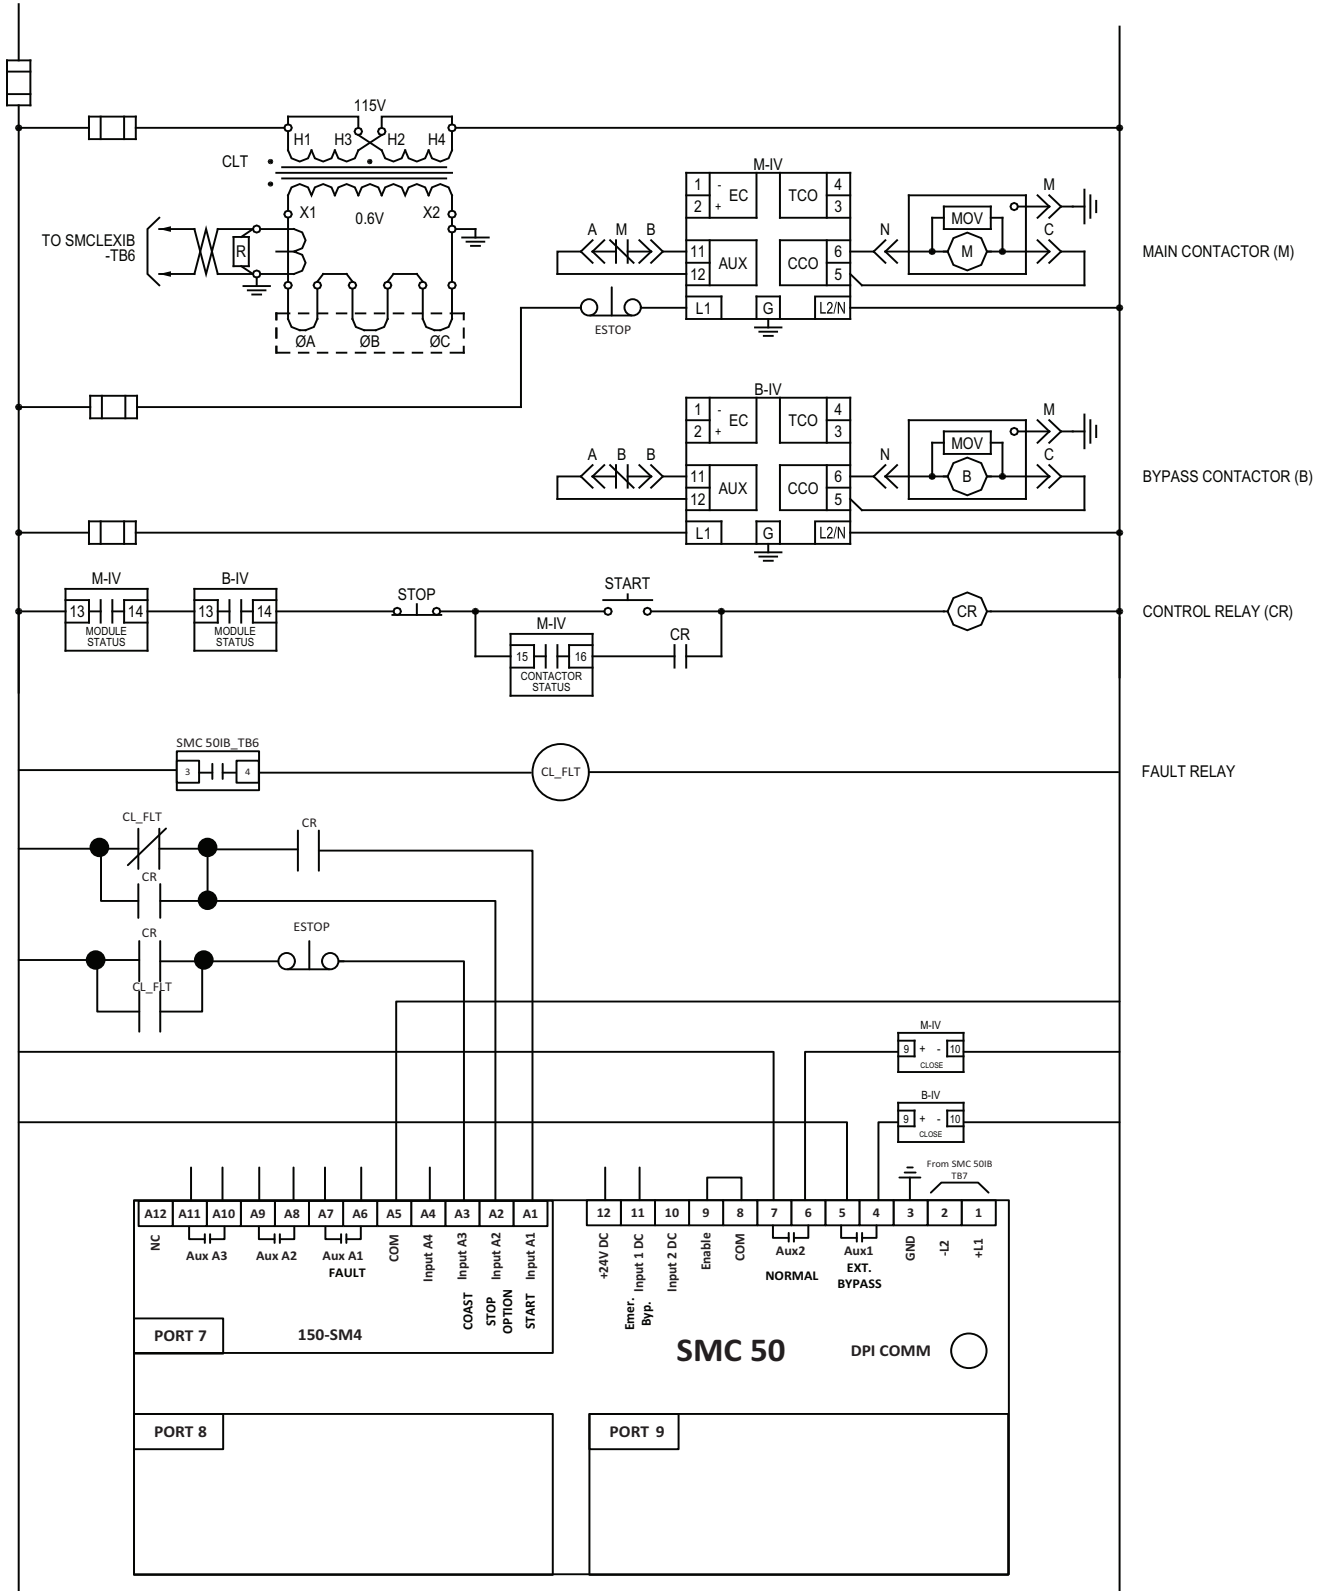 115V
H1 H3 H2 H4
CLT
X1 0.6V X2
TO SMCLEXIB
-TB6
R
ØA ØB ØC
M-IV
1 - EC TCO 4
2 + 3
A M B
11 AUX CCO 6
12 5
L1 G L2/N
N MOV M
M C
ESTOP
MAIN CONTACTOR (M)
B-IV
1 - EC TCO 4
2 + 3
A B B
11 AUX CCO 6
12 5
L1 G L2/N
N MOV M
B C
BYPASS CONTACTOR (B)
M-IV
13 14
MODULE
STATUS
B-IV
13 14
MODULE
STATUS
STOP
START
M-IV
15 16
CONTACTOR
STATUS
CR
CR
CONTROL RELAY (CR)
SMC 50IB_TB6
3 4
CL_FLT
FAULT RELAY
CL_FLT
CR
CR
CR
CL_FLT
ESTOP
M-IV
9 + - 10
CLOSE
B-IV
9 + - 10
CLOSE
From SMC 50IB
TB7
A12 A11 A10 A9 A8 A7 A6 A5 A4 A3 A2 A1
NC
Aux A3
Aux A2
Aux A1
FAULT
COM
Input A4
Input A3
COAST
Input A2
STOP
OPTION
Input A1
START
12 11 10 9 8 7 6 5 4 3 2 1
+24V DC
Input 1 DC
Emer.
Byp.
Input 2 DC
Enable
COM
Aux2
NORMAL
Aux1
EXT.
BYPASS
GND
-L2
+L1
PORT 7
150-SM4
SMC 50
DPI COMM
PORT 8
PORT 9